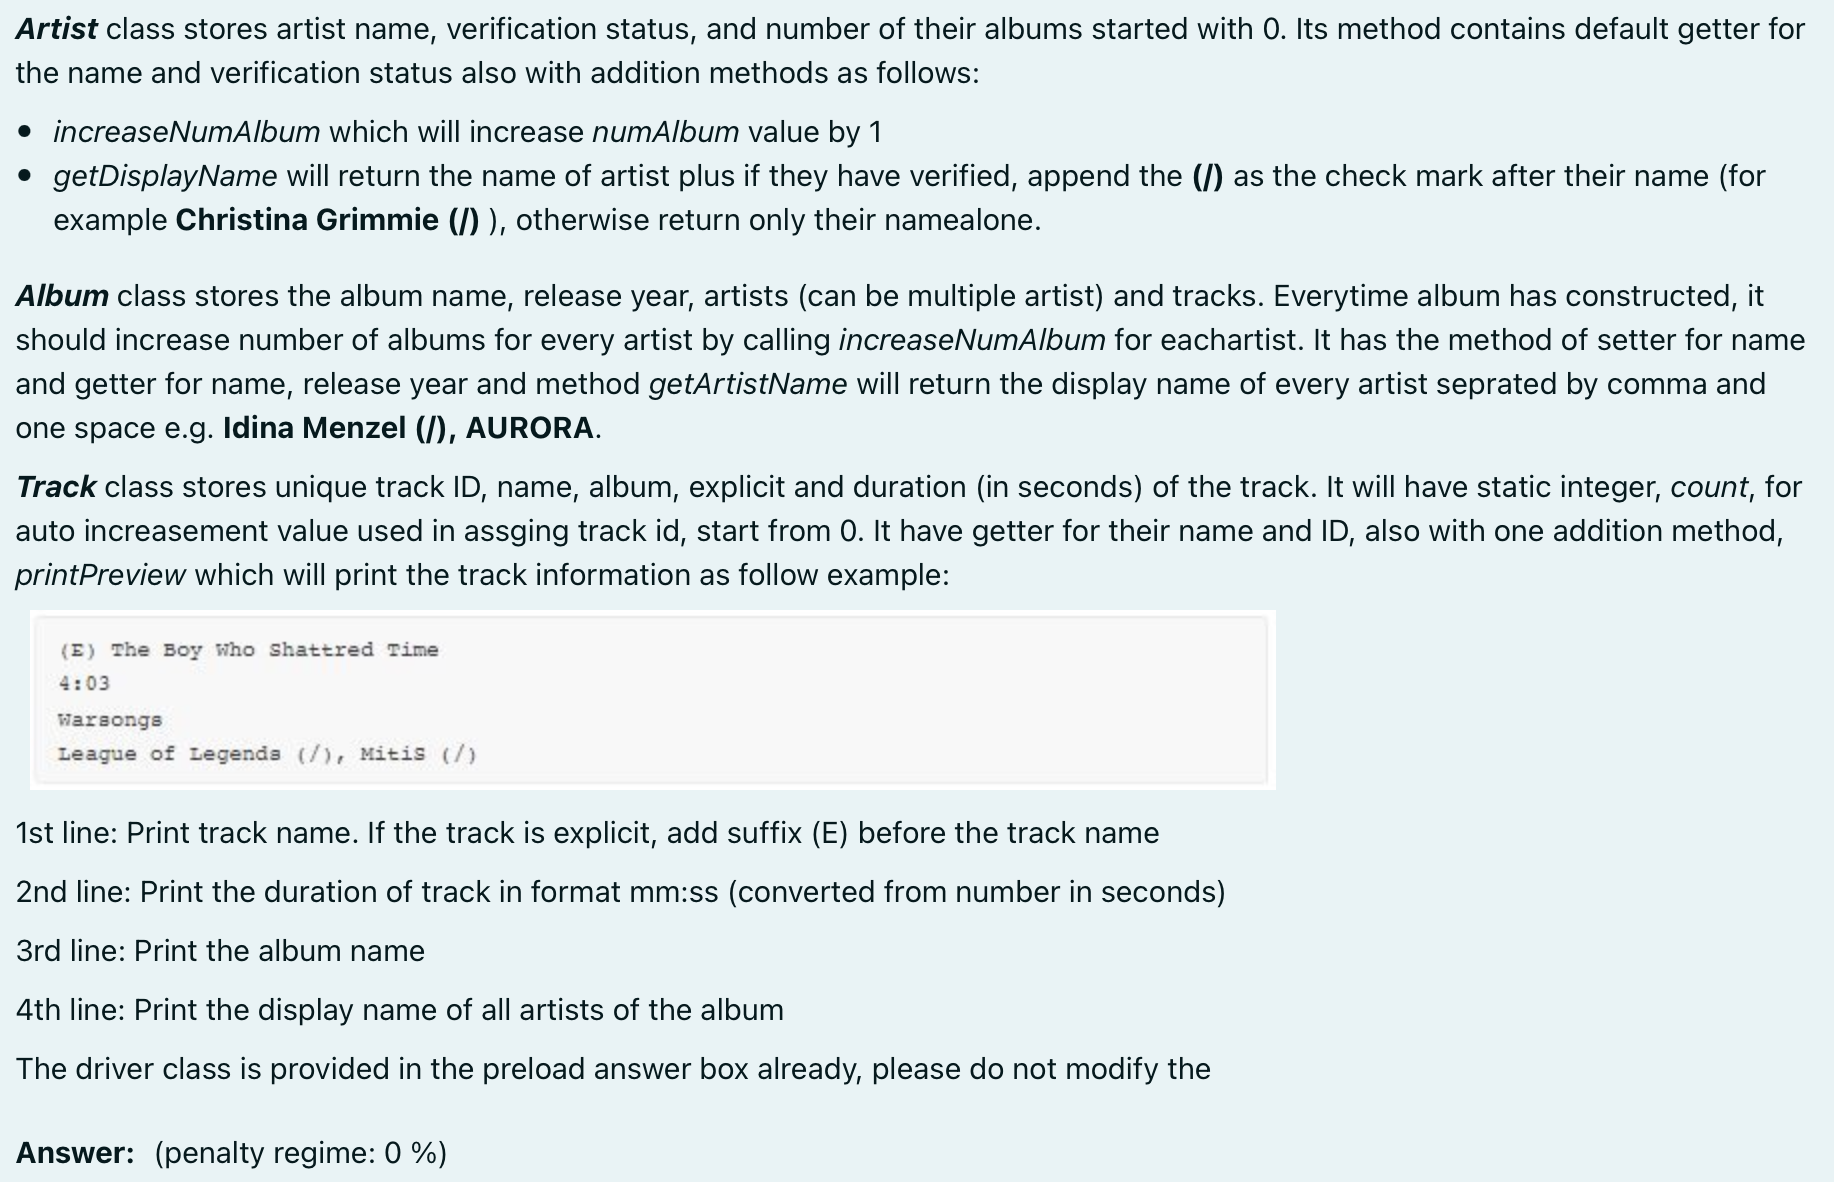 Artist class stores artist name, verification status, and number of their albums started with 0. Its method contains default getter for
the name and verification status also with addition methods as follows:
• increaseNumAlbum which will increase numAlbum value by 1
• getDisplayName will return the name of artist plus if they have verified, append the (/) as the check mark after their name (for
example Christina Grimmie (/) ), otherwise return only their namealone.
Album class stores the album name, release year, artists (can be multiple artist) and tracks. Everytime album has constructed, it
should increase number of albums for every artist by calling increaseNumAlbum for eachartist. It has the method of setter for name
and getter for name, release year and method getArtistName will return the display name of every artist seprated by comma and
one space e.g. Idina Menzel (/), AURORA.
Track class stores unique track ID, name, album, explicit and duration (in seconds) of the track. It will have static integer, count, for
auto increasement value used in assging track id, start from 0. It have getter for their name and ID, also with one addition method,
printPreview which will print the track information as follow example:
(E) The Boy Who Shattred Time
4:03
Warsongs
League of Legends (/), MitiS (/)
1st line: Print track name. If the track is explicit, add suffix (E) before the track name
2nd line: Print the duration of track in format mm:ss (converted from number in seconds)
3rd line: Print the album name
4th line: Print the display name of all artists of the album
The driver class is provided in the preload answer box already, please do not modify the
Answer: (penalty regime: 0 %)